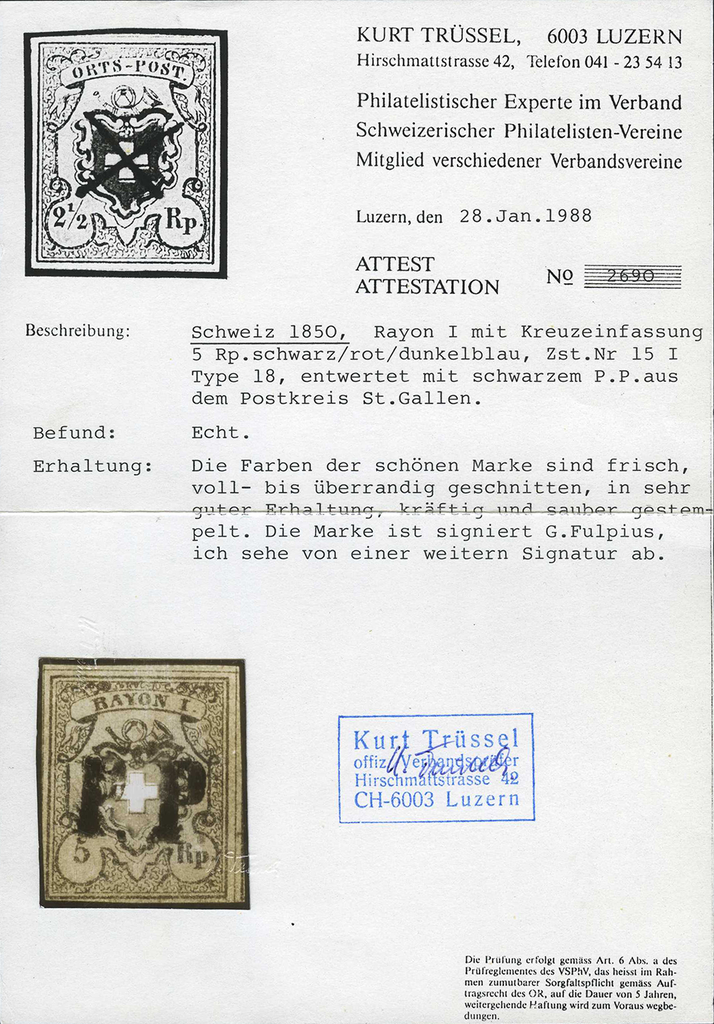 ORTS-POST.
2 1/2 Rp.
KURT TRÜSSEL, 6003 LUZERN
Hirschmattstrasse 42, Telefon 041 - 23 54 13
Philatelistischer Experte im Verband
Schweizerischer Philatelisten-Vereine
Mitglied verschiedener Verbandsvereine
Luzern, den 28.Jan.1988
ATTEST
ATTESTATION
No 2690
Beschreibung: Schweiz 1850, Rayon I mit Kreuzeinfassung
5 Rp.schwarz/rot/dunkelblau, Zst.Nr 15 I
Type 18, entwertet mit schwarzem P.P.aus
dem Postkreis St.Gallen.
Befund: Echt.
Erhaltung: Die Farben der schönen Marke sind frisch,
voll- bis überrandig geschnitten, in sehr
guter Erhaltung, kräftig und sauber gestem-
pelt. Die Marke ist signiert G.Fulpius,
ich sehe von einer weitern Signatur ab.
RAYON I.
P P
5 Rp.
Kurt Trüssel
offiz. Verbandsprüfer
Hirschmattstrasse 42
CH-6003 Luzern
Die Prüfung erfolgt gemäss Art. 6 Abs. a des
Prüfreglementes des VSPhV, das heisst im Rah-
men zumutbarer Sorgfaltspflicht gemäss Auf-
tragsrecht des OR, auf die Dauer von 5 Jahren,
weitergehende Haftung wird zum Voraus wegbe-
dungen.